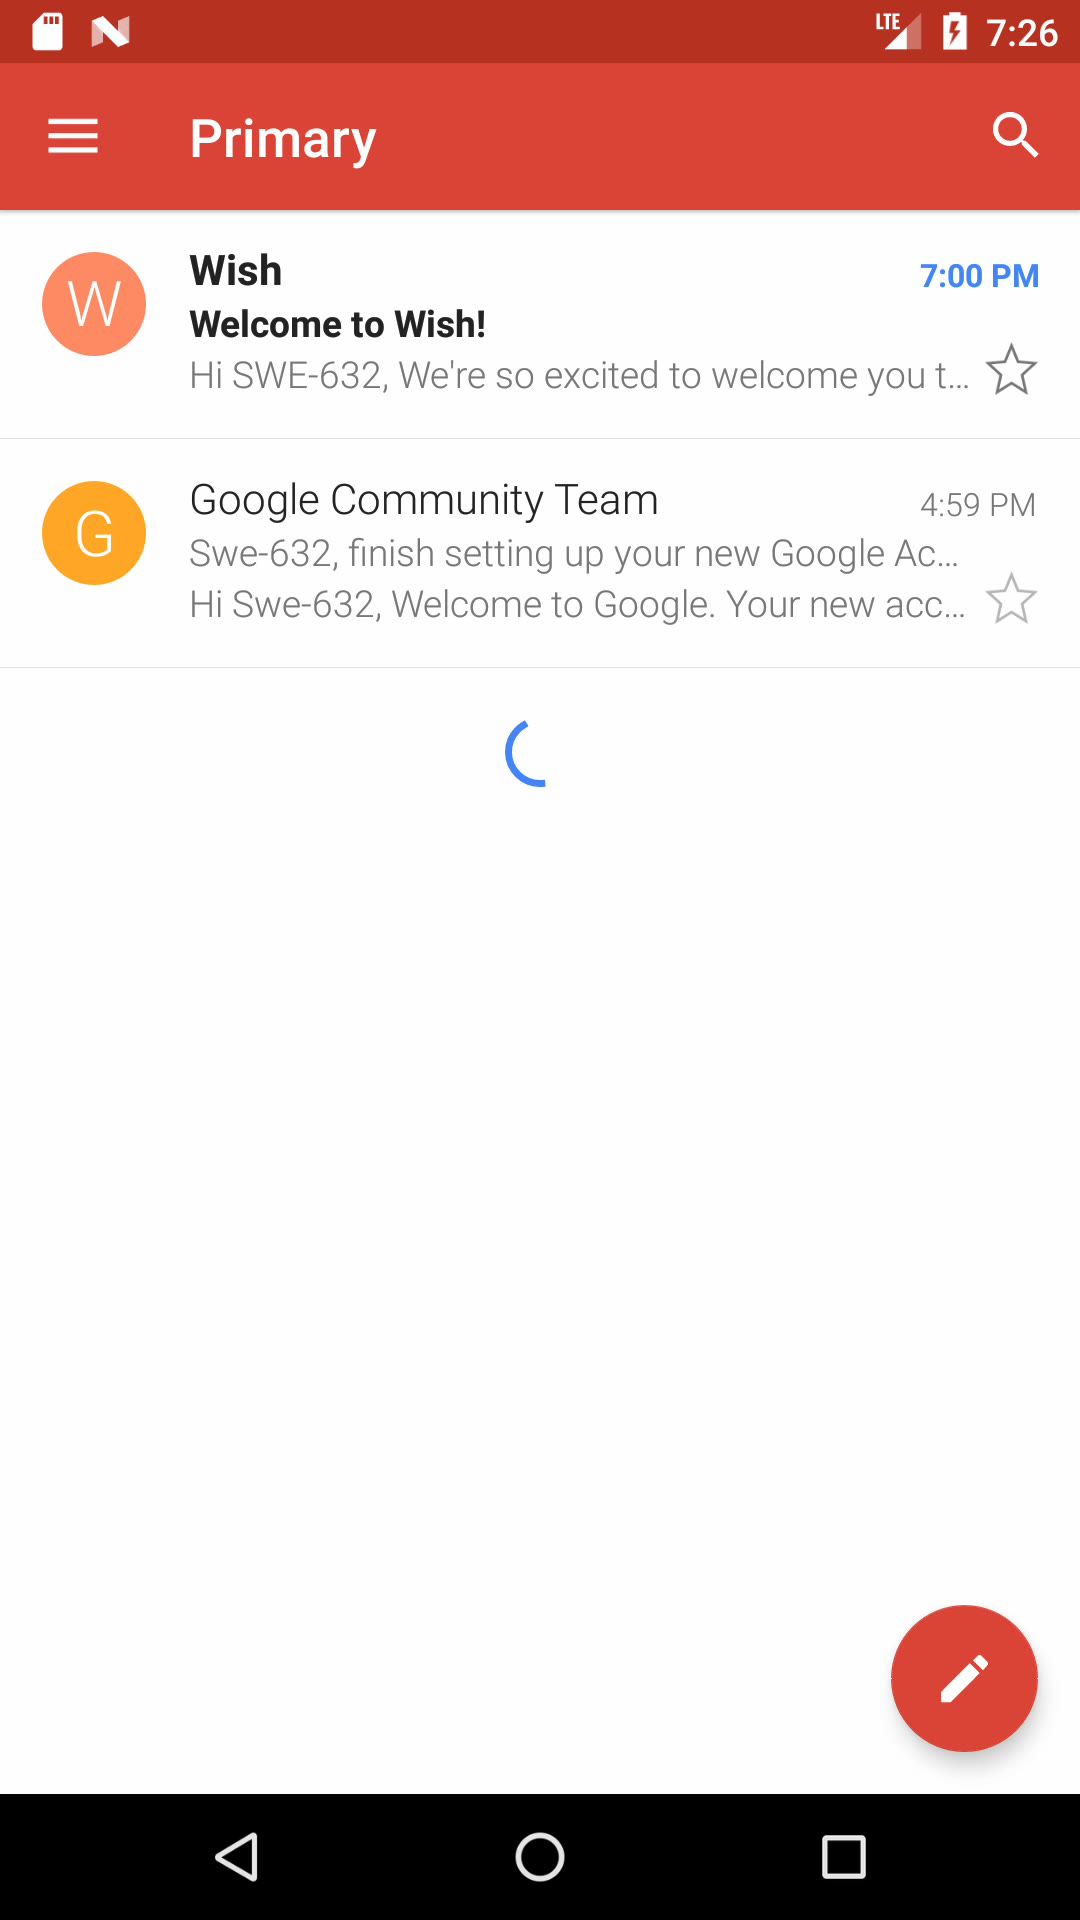 LTE 7:26
Primary
W Wish 7:00 PM
Welcome to Wish!
Hi SWE-632, We're so excited to welcome you t...
G Google Community Team 4:59 PM
Swe-632, finish setting up your new Google Ac...
Hi Swe-632, Welcome to Google. Your new acc...